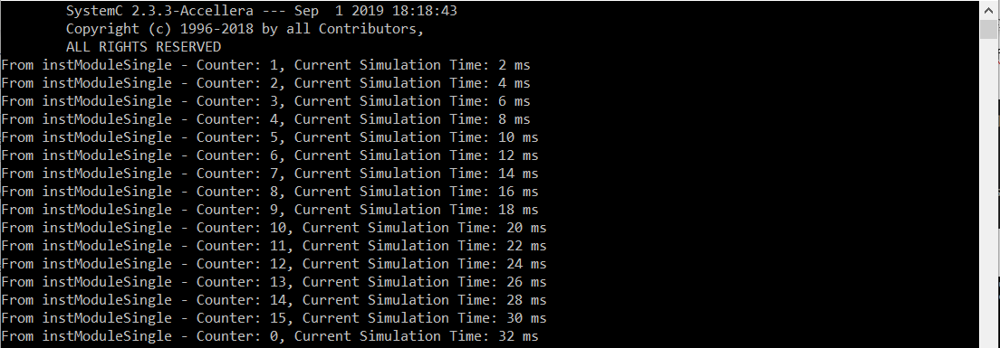 SystemC 2.3.3-Accellera --- Sep  1 2019 18:18:43
Copyright (c) 1996-2018 by all Contributors,
ALL RIGHTS RESERVED
From instModuleSingle - Counter: 1, Current Simulation Time: 2 ms
From instModuleSingle - Counter: 2, Current Simulation Time: 4 ms
From instModuleSingle - Counter: 3, Current Simulation Time: 6 ms
From instModuleSingle - Counter: 4, Current Simulation Time: 8 ms
From instModuleSingle - Counter: 5, Current Simulation Time: 10 ms
From instModuleSingle - Counter: 6, Current Simulation Time: 12 ms
From instModuleSingle - Counter: 7, Current Simulation Time: 14 ms
From instModuleSingle - Counter: 8, Current Simulation Time: 16 ms
From instModuleSingle - Counter: 9, Current Simulation Time: 18 ms
From instModuleSingle - Counter: 10, Current Simulation Time: 20 ms
From instModuleSingle - Counter: 11, Current Simulation Time: 22 ms
From instModuleSingle - Counter: 12, Current Simulation Time: 24 ms
From instModuleSingle - Counter: 13, Current Simulation Time: 26 ms
From instModuleSingle - Counter: 14, Current Simulation Time: 28 ms
From instModuleSingle - Counter: 15, Current Simulation Time: 30 ms
From instModuleSingle - Counter: 0, Current Simulation Time: 32 ms